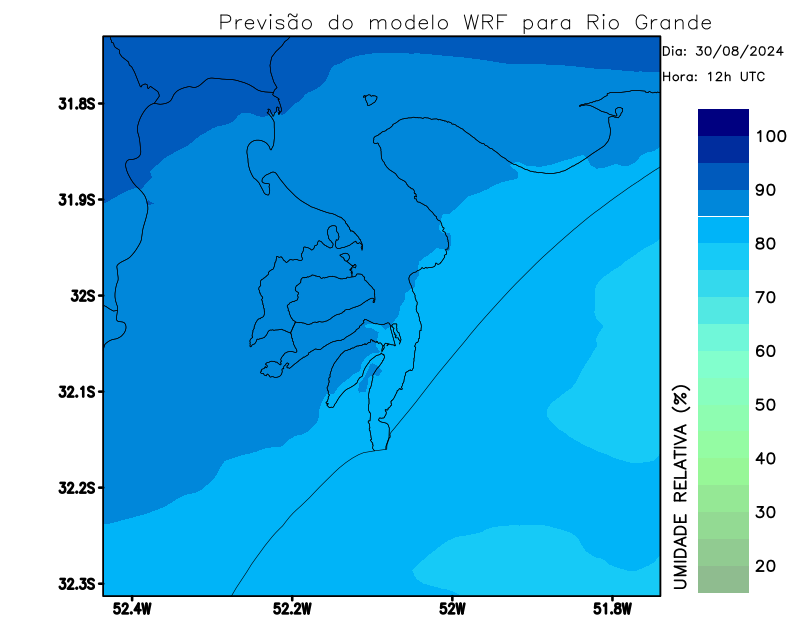 Previsão do modelo WRF para Rio Grande
Dia: 30/08/2024
Hora: 12h UTC
31.8S
31.9S
32S
32.1S
32.2S
32.3S
52.4W
52.2W
52W
51.8W
100
90
80
70
60
50
40
30
20
UMIDADE RELATIVA (%)